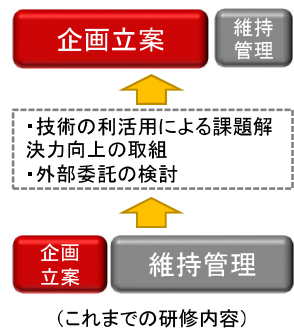 企画立案
維持
管理
・技術の利活用による課題解
決力向上の取組
・外部委託の検討
企画
立案
維持管理
(これまでの研修内容)